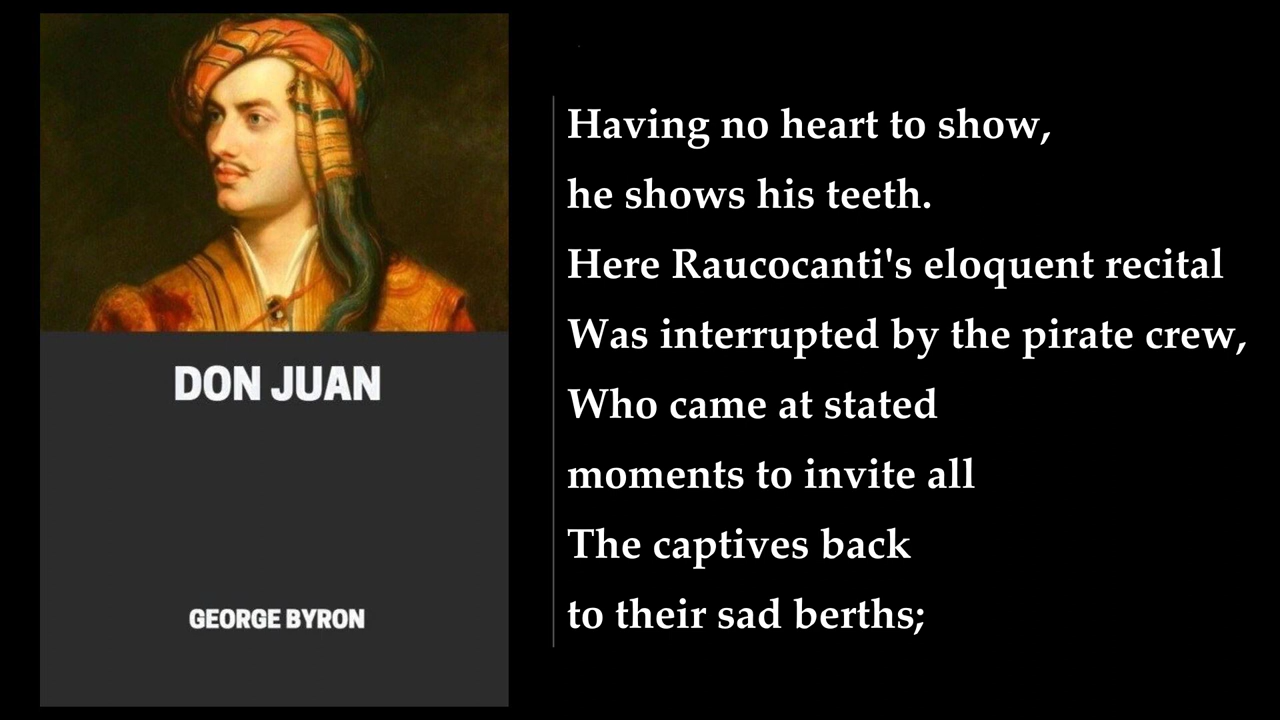 DON JUAN
GEORGE BYRON
Having no heart to show,
he shows his teeth.
Here Raucocanti's eloquent recital
Was interrupted by the pirate crew,
Who came at stated
moments to invite all
The captives back
to their sad berths;